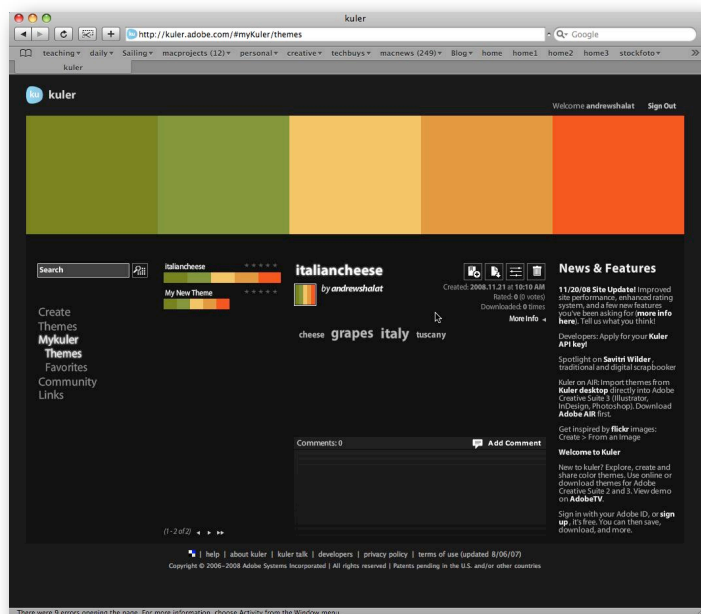 kuler
http://kuler.adobe.com/#myKuler/themes
Google
teaching daily Sailing macprojects (12) personal creative techbuys macnews (249) Blog home home1 home2 home3 stockfoto
kuler
ku kuler
Welcome andrewshalat Sign Out
Search
Create
Themes
Mykuler
Themes
Favorites
Community
Links
italiancheese
My New Theme
(1 - 2 of 2)
italiancheese
by andrewshalat
Created: 2008.11.21 at 10:10 AM
Rated: 0 (0 votes)
Downloaded: 0 times
More Info
cheese grapes italy tuscany
Comments: 0
Add Comment
News & Features
11/20/08 Site Update! Improved
site performance, enhanced rating
system, and a few new features
you've been asking for (more info
here). Tell us what you think!
Developers: Apply for your Kuler
API key!
Spotlight on Savitri Wilder ,
traditional and digital scrapbooker
Kuler on AIR: Import themes from
Kuler desktop directly into Adobe
Creative Suite 3 (Illustrator,
InDesign, Photoshop). Download
Adobe AIR first.
Get inspired by flickr images:
Create > From an Image
Welcome to Kuler
New to kuler? Explore, create and
share color themes. Use online or
download themes for Adobe
Creative Suite 2 and 3. View demo
on AdobeTV.
Sign in with your Adobe ID, or sign
up, it's free. You can then save,
download, and more.
| help | about kuler | kuler talk | developers | privacy policy | terms of use (updated 8/06/07)
Copyright © 2006-2008 Adobe Systems Incorporated | All rights reserved | Patents pending in the U.S. and/or other countries
There were 9 errors opening the page. For more information, choose Activity from the Window menu.